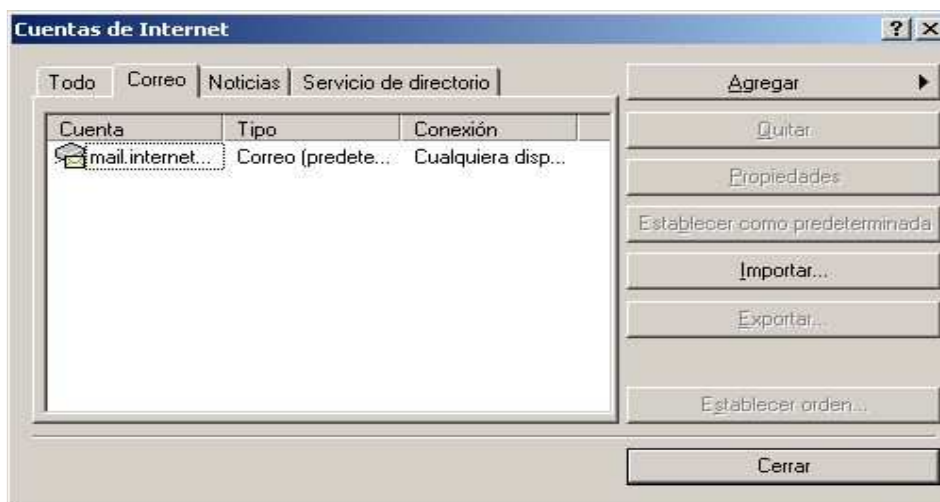 Cuentas de Internet
Todo Correo Noticias Servicio de directorio
Cuenta Tipo Conexión
mail.internet... Correo (predete... Cualquiera disp...
Agregar
Quitar
Propiedades
Establecer como predeterminada
Importar...
Exportar...
Establecer orden...
Cerrar